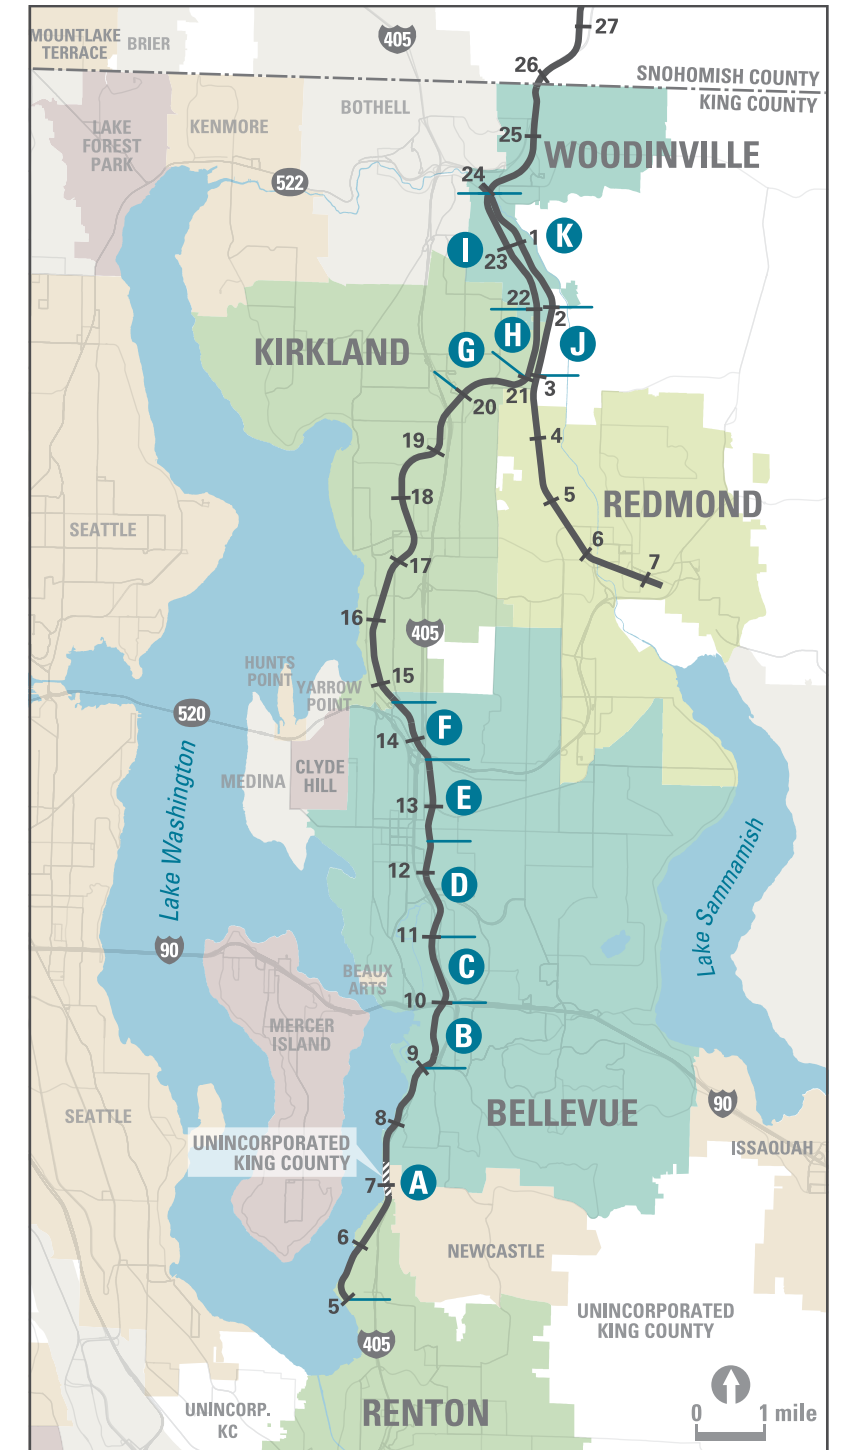 27
MOUNTLAKE
TERRACE
BRIER
405
26
SNOHOMISH COUNTY
KING COUNTY
BOTHELL
LAKE
FOREST
PARK
KENMORE
25
WOODINVILLE
24
522
1
K
I
23
22
2
H
J
KIRKLAND
G
21
3
20
19
4
18
5
REDMOND
SEATTLE
6
7
17
16
405
HUNTS
POINT
15
YARROW
POINT
520
F
14
MEDINA
CLYDE
HILL
13
E
Lake Washington
12
D
Lake Sammamish
11
90
C
BEAUX
ARTS
10
MERCER
ISLAND
B
9
90
SEATTLE
8
BELLEVUE
ISSAQUAH
UNINCORPORATED
KING COUNTY
7
A
6
NEWCASTLE
5
UNINCORPORATED
KING COUNTY
405
UNINCORP.
KC
RENTON
0
1 mile